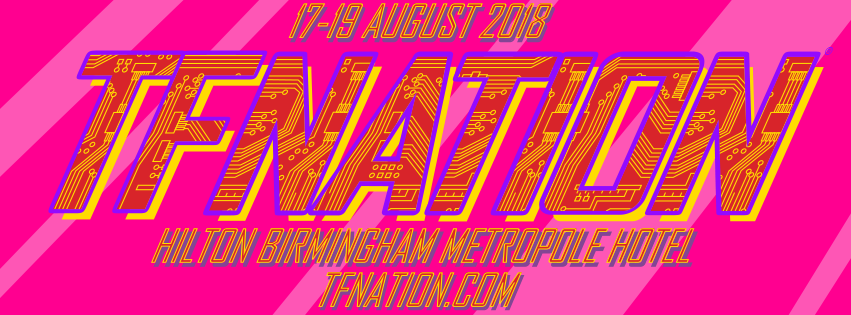 17-19 AUGUST 2018
TFNATION
HILTON BIRMINGHAM METROPOLE HOTEL
TFNATION.COM